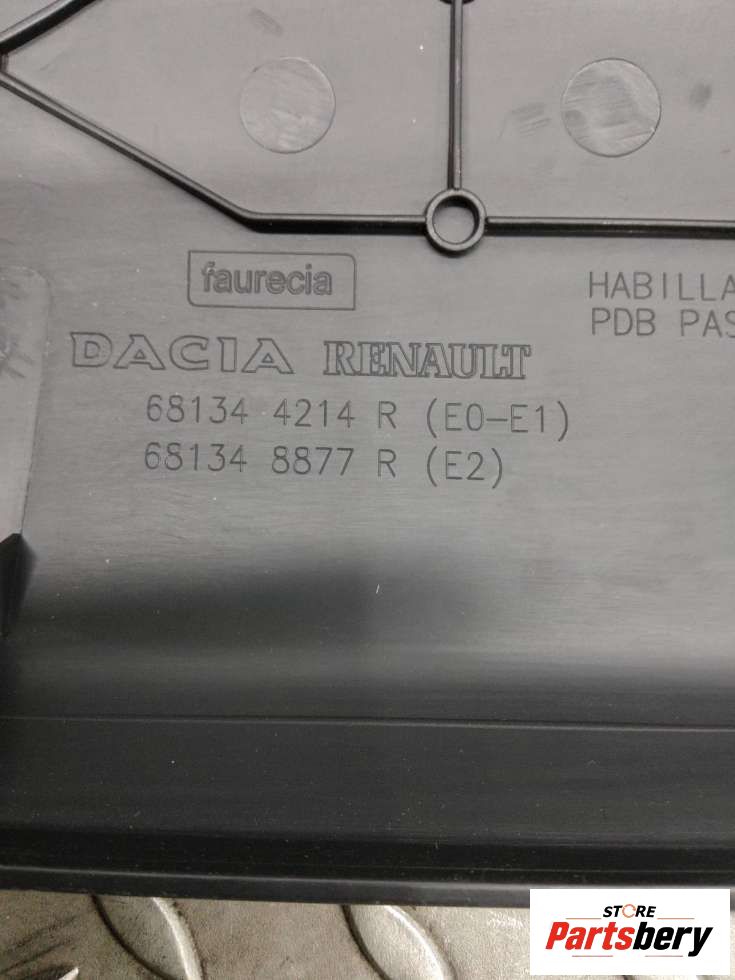 faurecia
HABILLA
PDB PAS
DACIA RENAULT
68134 4214 R (E0-E1)
68134 8877 R (E2)
STORE
Partsbery